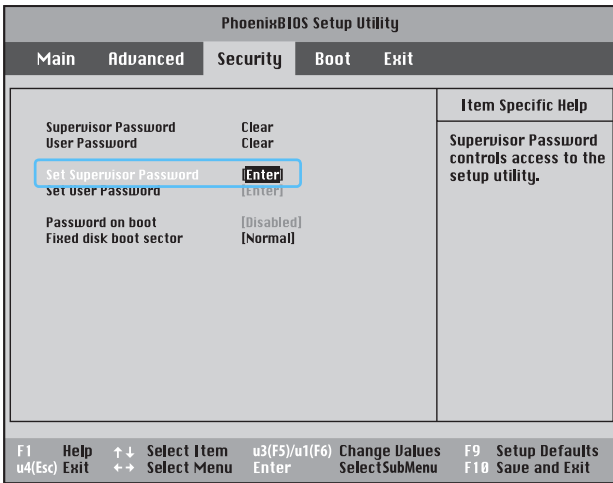 PhoenixBIOS Setup Utility
Main Advanced Security Boot Exit
Item Specific Help
Supervisor Password Clear
User Password Clear
Set Supervisor Password [Enter]
Set User Password [Enter]
Password on boot [Disabled]
Fixed disk boot sector [Normal]
Supervisor Password
controls access to the
setup utility.
F1 Help ↑↓ Select Item u3(F5)/u1(F6) Change Values F9 Setup Defaults
u4(Esc) Exit ←→ Select Menu Enter SelectSubMenu F10 Save and Exit